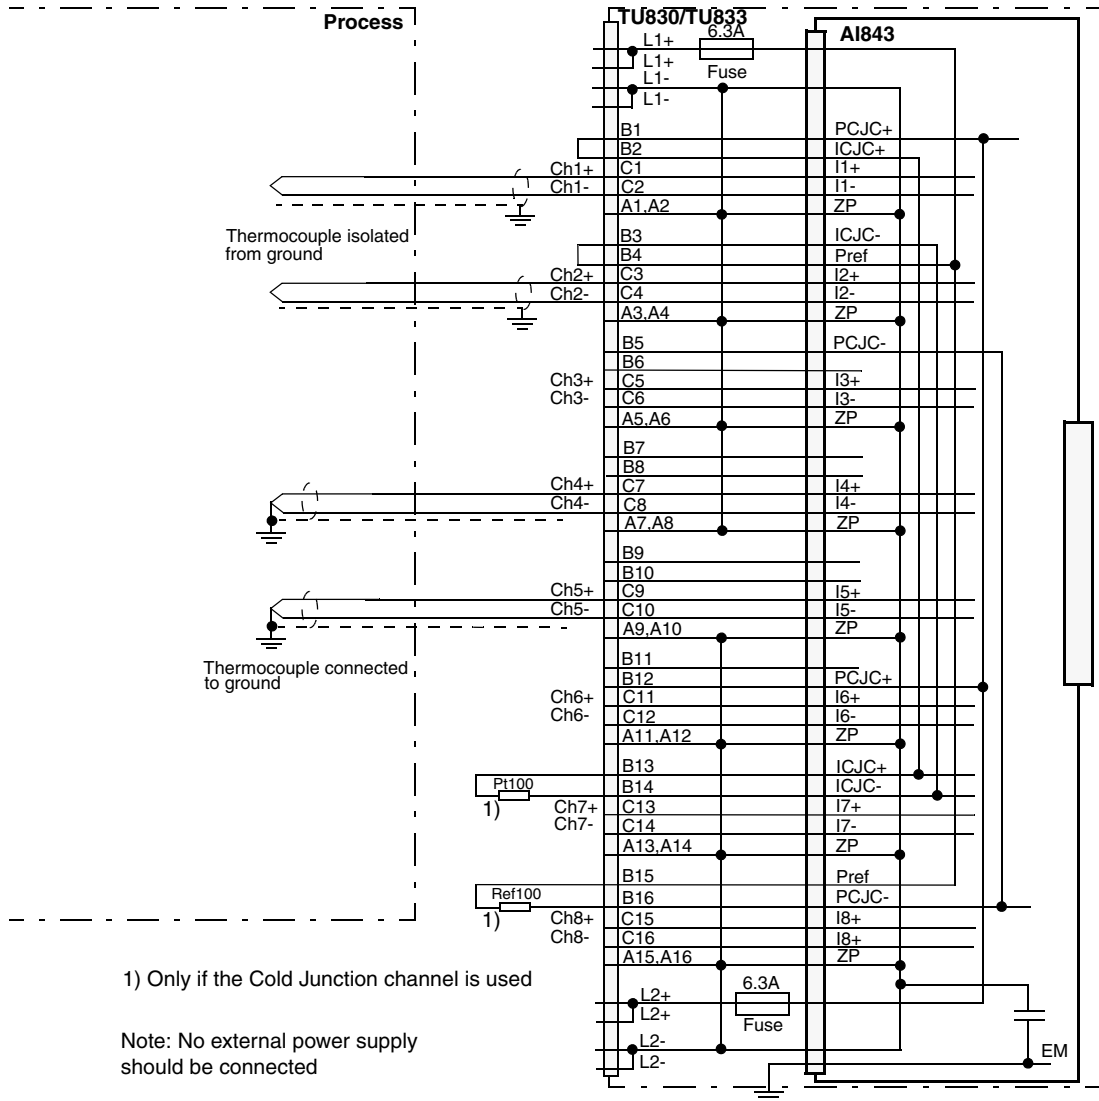 Process
TU830/TU833
AI843
L1+
6.3A
L1+
Fuse
L1-
L1-
B1 PCJC+
B2 ICJC+
Ch1+ C1 I1+
Ch1- C2 I1-
A1,A2 ZP
Thermocouple isolated
from ground
B3 ICJC-
B4 Pref
Ch2+ C3 I2+
Ch2- C4 I2-
A3,A4 ZP
B5 PCJC-
B6
Ch3+ C5 I3+
Ch3- C6 I3-
A5,A6 ZP
B7
B8
Ch4+ C7 I4+
Ch4- C8 I4-
A7,A8 ZP
B9
B10
Ch5+ C9 I5+
Ch5- C10 I5-
A9,A10 ZP
Thermocouple connected
to ground
B11
B12 PCJC+
Ch6+ C11 I6+
Ch6- C12 I6-
A11,A12 ZP
B13 ICJC+
Pt100 B14 ICJC-
1) Ch7+ C13 I7+
Ch7- C14 I7-
A13,A14 ZP
B15 Pref
Ref100 B16 PCJC-
1) Ch8+ C15 I8+
Ch8- C16 I8+
A15,A16 ZP
1) Only if the Cold Junction channel is used
L2+ 6.3A
L2+ Fuse
Note: No external power supply
should be connected
L2-
L2-
EM